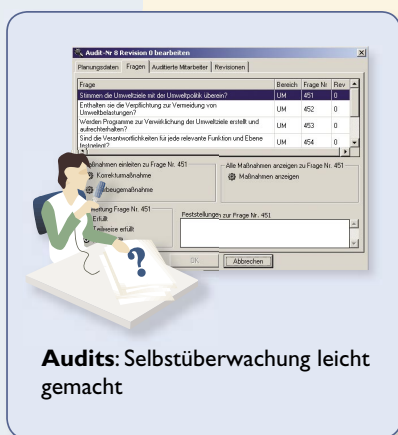 Audit-Nr 8 Revision 0 bearbeiten
Planungsdaten Fragen Auditierte Mitarbeiter Revisionen
Frage Bereich Frage Nr Rev
Stimmen die Umweltziele mit der Umweltpolitik überein? UM 451 0
Enthalten sie die Verpflichtung zur Vermeidung von
Umweltbelastungen? UM 452 0
Werden Programme zur Verwirklichung der Umweltziele erstellt und
aufrechterhalten? UM 453 0
Sind die Verantwortlichkeiten für jede relevante Funktion und Ebene
festgelegt? UM 454 0
einleiten zu Frage Nr. 451
Alle Maßnahmen anzeigen zu Frage Nr. 451
Korrekturmaßnahme
Maßnahmen anzeigen
Frage Nr. 451
Feststellungen zur Frage Nr. 451
Erfüllt
erfüllt
OK Abbrechen
?
Audits: Selbstüberwachung leicht
gemacht